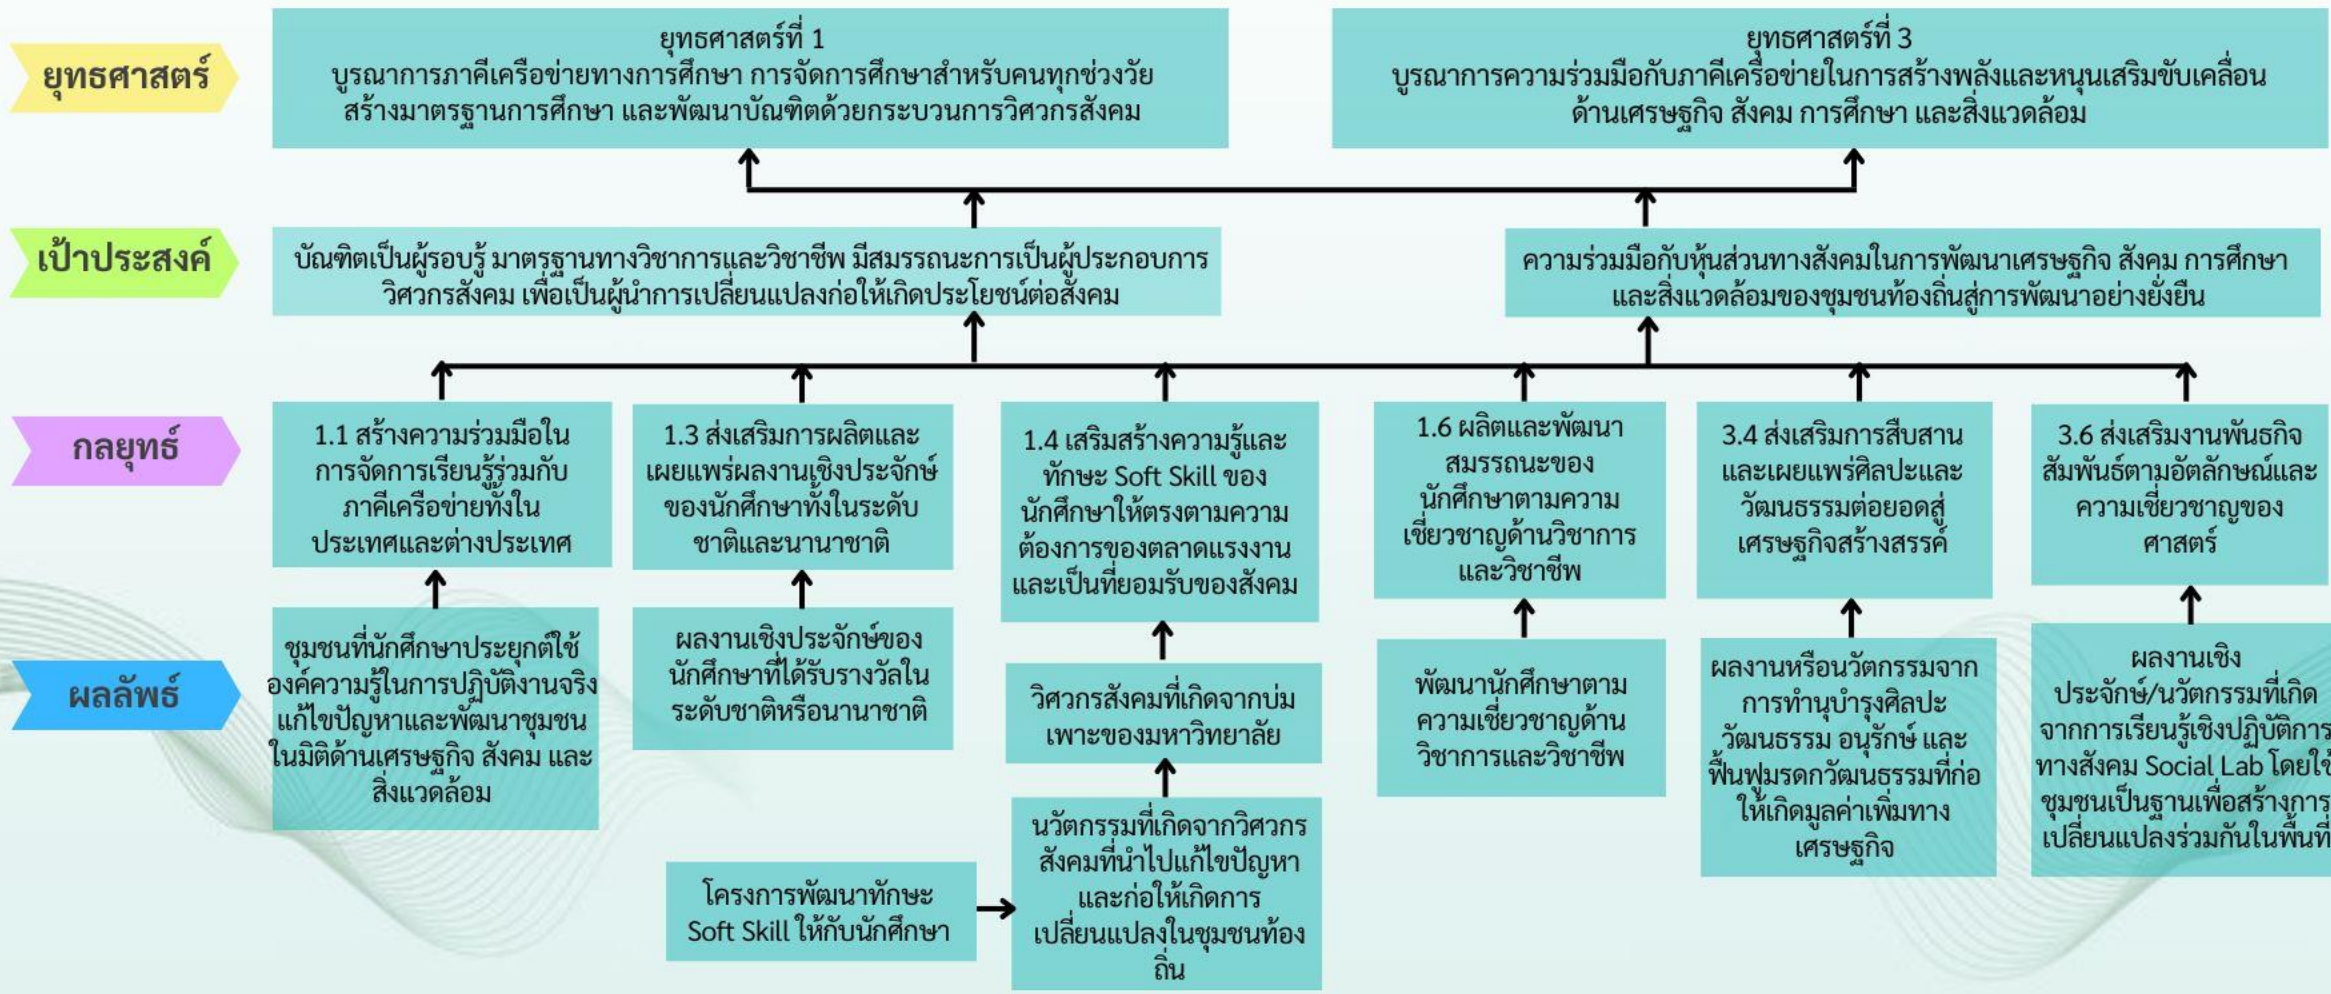 ยุทธศาสตร์
ยุทธศาสตร์ที่ 1
บูรณาการภาคีเครือข่ายทางการศึกษา การจัดการศึกษาสำหรับคนทุกช่วงวัย
สร้างมาตรฐานการศึกษา และพัฒนาบัณฑิตด้วยกระบวนการวิศวกรสังคม
ยุทธศาสตร์ที่ 3
บูรณาการความร่วมมือกับภาคีเครือข่ายในการสร้างพลังและหนุนเสริมขับเคลื่อน
ด้านเศรษฐกิจ สังคม การศึกษา และสิ่งแวดล้อม
เป้าประสงค์
บัณฑิตเป็นผู้รอบรู้ มาตรฐานทางวิชาการและวิชาชีพ มีสมรรถนะการเป็นผู้ประกอบการ
วิศวกรสังคม เพื่อเป็นผู้นำการเปลี่ยนแปลงก่อให้เกิดประโยชน์ต่อสังคม
ความร่วมมือกับหุ้นส่วนทางสังคมในการพัฒนาเศรษฐกิจ สังคม การศึกษา
และสิ่งแวดล้อมของชุมชนท้องถิ่นสู่การพัฒนาอย่างยั่งยืน
กลยุทธ์
1.1 สร้างความร่วมมือใน
การจัดการเรียนรู้ร่วมกับ
ภาคีเครือข่ายทั้งใน
ประเทศและต่างประเทศ
1.3 ส่งเสริมการผลิตและ
เผยแพร่ผลงานเชิงประจักษ์
ของนักศึกษาทั้งในระดับ
ชาติและนานาชาติ
1.4 เสริมสร้างความรู้และ
ทักษะ Soft Skill ของ
นักศึกษาให้ตรงตามความ
ต้องการของตลาดแรงงาน
และเป็นที่ยอมรับของสังคม
1.6 ผลิตและพัฒนา
สมรรถนะของ
นักศึกษาตามความ
เชี่ยวชาญด้านวิชาการ
และวิชาชีพ
3.4 ส่งเสริมการสืบสาน
และเผยแพร่ศิลปะและ
วัฒนธรรมต่อยอดสู่
เศรษฐกิจสร้างสรรค์
3.6 ส่งเสริมงานพันธกิจ
สัมพันธ์ตามอัตลักษณ์และ
ความเชี่ยวชาญของ
ศาสตร์
ผลลัพธ์
ชุมชนที่นักศึกษาประยุกต์ใช้
องค์ความรู้ในการปฏิบัติงานจริง
แก้ไขปัญหาและพัฒนาชุมชน
ในมิติด้านเศรษฐกิจ สังคม และ
สิ่งแวดล้อม
ผลงานเชิงประจักษ์ของ
นักศึกษาที่ได้รับรางวัลใน
ระดับชาติหรือนานาชาติ
วิศวกรสังคมที่เกิดจากบ่ม
เพาะของมหาวิทยาลัย
พัฒนานักศึกษาตาม
ความเชี่ยวชาญด้าน
วิชาการและวิชาชีพ
ผลงานหรือนวัตกรรมจาก
การทำนุบำรุงศิลปะ
วัฒนธรรม อนุรักษ์ และ
ฟื้นฟูมรดกวัฒนธรรมที่ก่อ
ให้เกิดมูลค่าเพิ่มทาง
เศรษฐกิจ
ผลงานเชิง
ประจักษ์/นวัตกรรมที่เกิด
จากการเรียนรู้เชิงปฏิบัติการ
ทางสังคม Social Lab โดยใช้
ชุมชนเป็นฐานเพื่อสร้างการ
เปลี่ยนแปลงร่วมกันในพื้นที่
โครงการพัฒนาทักษะ
Soft Skill ให้กับนักศึกษา
นวัตกรรมที่เกิดจากวิศวกร
สังคมที่นำไปแก้ไขปัญหา
และก่อให้เกิดการ
เปลี่ยนแปลงในชุมชนท้อง
ถิ่น